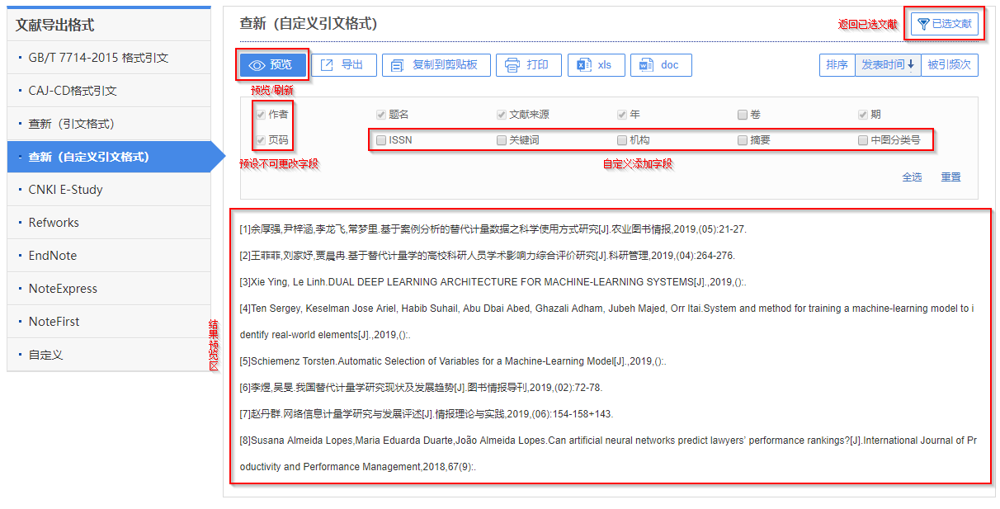 文献导出格式
GB/T 7714-2015 格式引文
CAJ-CD格式引文
查新（引文格式）
查新（自定义引文格式）
CNKI E-Study
Refworks
EndNote
NoteExpress
NoteFirst
自定义
查新（自定义引文格式）
返回已选文献
已选文献
预览 导出 复制到剪贴板 打印 xls doc 排序 发表时间 被引频次
预览/刷新
作者 题名 文献来源 年 卷 期
页码 ISSN 关键词 机构 摘要 中图分类号
预设不可更改字段 自定义添加字段
全选 重置
结果预览区
[1]余厚强,尹梓涵,李龙飞,常梦里.基于案例分析的替代计量数据之科学使用方式研究[J].农业图书情报,2019,(05):21-27.
[2]王菲菲,刘家妤,贾晨冉.基于替代计量学的高校科研人员学术影响力综合评价研究[J].科研管理,2019,(04):264-276.
[3]Xie Ying, Le Linh.DUAL DEEP LEARNING ARCHITECTURE FOR MACHINE-LEARNING SYSTEMS[J].,2019,():.
[4]Ten Sergey, Keselman Jose Ariel, Habib Suhail, Abu Dbai Abed, Ghazali Adham, Jubeh Majed, Orr Itai.System and method for training a machine-learning model to i
dentify real-world elements[J].,2019,():.
[5]Schiemenz Torsten.Automatic Selection of Variables for a Machine-Learning Model[J].,2019,():.
[6]李煜,吴旻.我国替代计量学研究现状及发展趋势[J].图书情报导刊,2019,(02):72-78.
[7]赵丹群.网络信息计量学研究与发展评述[J].情报理论与实践,2019,(06):154-158+143.
[8]Susana Almeida Lopes,Maria Eduarda Duarte,João Almeida Lopes.Can artificial neural networks predict lawyers’ performance rankings?[J].International Journal of Pr
oductivity and Performance Management,2018,67(9):.